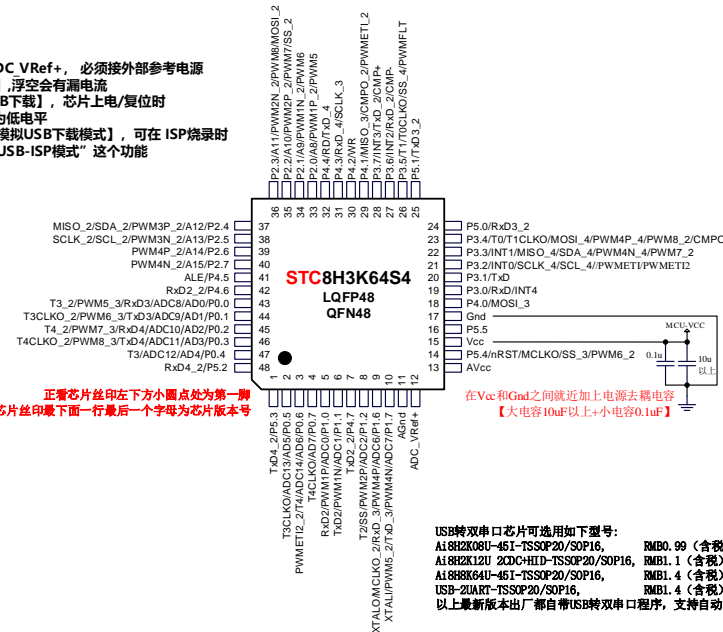 DC_VRef+， 必须接外部参考电源
,浮空会有漏电流
B下载】，芯片上电/复位时
为低电平
模拟USB下载模式】，可在 ISP烧录时
USB-ISP模式”这个功能
P2.3/A11/PWM2N_2/PWM8/MOSI_2
P2.2/A10/PWM2P_2/PWM7/SS_2
P2.1/A9/PWM1N_2/PWM6
P2.0/A8/PWM1P_2/PWM5
P4.4/RD/TxD_4
P4.3/RxD_4/SCLK_3
P4.2/WR
P4.1/MISO_3/CMPO_2/PWMETI_2
P3.7/INT3/TxD_2/CMP+
P3.6/INT2/RxD_2/CMP-
P3.5/T1/T0CLKO/SS_4/PWMFLT
P5.1/TxD3_2
36 35 34 33 32 31 30 29 28 27 26 25
MISO_2/SDA_2/PWM3P_2/A12/P2.4 37
SCLK_2/SCL_2/PWM3N_2/A13/P2.5 38
PWM4P_2/A14/P2.6 39
PWM4N_2/A15/P2.7 40
ALE/P4.5 41
RxD2_2/P4.6 42
T3_2/PWM5_3/RxD3/ADC8/AD0/P0.0 43
T3CLKO_2/PWM6_3/TxD3/ADC9/AD1/P0.1 44
T4_2/PWM7_3/RxD4/ADC10/AD2/P0.2 45
T4CLKO_2/PWM8_3/TxD4/ADC11/AD3/P0.3 46
T3/ADC12/AD4/P0.4 47
RxD4_2/P5.2 48
STC8H3K64S4
LQFP48
QFN48
24 P5.0/RxD3_2
23 P3.4/T0/T1CLKO/MOSI_4/PWM4P_4/PWM8_2/CMPO
22 P3.3/INT1/MISO_4/SDA_4/PWM4N_4/PWM7_2
21 P3.2/INT0/SCLK_4/SCL_4//PWMETI/PWMETI2
20 P3.1/TxD
19 P3.0/RxD/INT4
18 P4.0/MOSI_3
17 Gnd
16 P5.5
15 Vcc
14 P5.4/nRST/MCLKO/SS_3/PWM6_2
13 AVcc
MCU-VCC
0.1u
10u
以上
正看芯片丝印左下方小圆点处为第一脚
芯片丝印最下面一行最后一个字母为芯片版本号
在Vcc和Gnd之间就近加上电源去耦电容
【大电容10uF以上+小电容0.1uF】
1 2 3 4 5 6 7 8 9 10 11 12
TxD4_2/P5.3
T3CLKO/ADC13/AD5/P0.5
PWMETI2_2/T4/ADC14/AD6/P0.6
T4CLKO/AD7/P0.7
RxD2/PWM1P/ADC0/P1.0
TxD2/PWM1N/ADC1/P1.1
TxD2_2/P4.7
T2/SS/PWM2P/ADC2/P1.2
XTALO/MCLKO_2/RxD_3/PWM4P/ADC6/P1.6
XTALI/PWM5_2/TxD_3/PWM4N/ADC7/P1.7
AGnd
ADC_VRef+
USB转双串口芯片可选用如下型号:
Ai8H2K08U-45I-TSSOP20/SOP16, RMB0.99（含税
Ai8H2K12U 2CDC+HID-TSSOP20/SOP16, RMB1.1（含税）
Ai8H8K64U-45I-TSSOP20/SOP16, RMB1.4（含税）
USB-2UART-TSSOP20/SOP16, RMB1.4（含税）
以上最新版本出厂都自带USB转双串口程序，支持自动